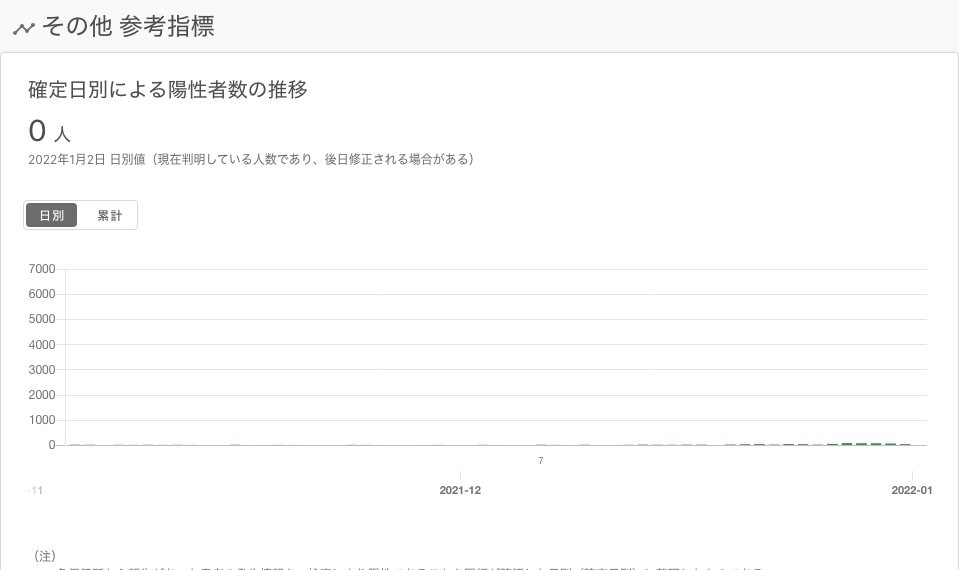 その他 参考指標
確定日別による陽性者数の推移
0 人
2022年1月2日 日別値（現在判明している人数であり、後日修正される場合がある）
日別 累計
7000
6000
5000
4000
3000
2000
1000
0
7
-11 2021-12 2022-01
（注）